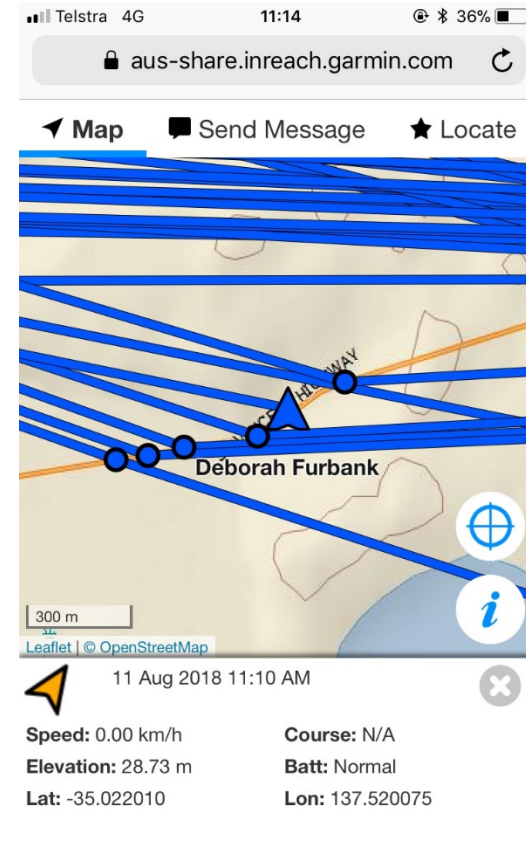 Telstra 4G 11:14 36%
aus-share.inreach.garmin.com
Map Send Message Locate
HIGHWAY
Deborah Furbank
300 m
Leaflet | © OpenStreetMap
11 Aug 2018 11:10 AM
Speed: 0.00 km/h Course: N/A
Elevation: 28.73 m Batt: Normal
Lat: -35.022010 Lon: 137.520075